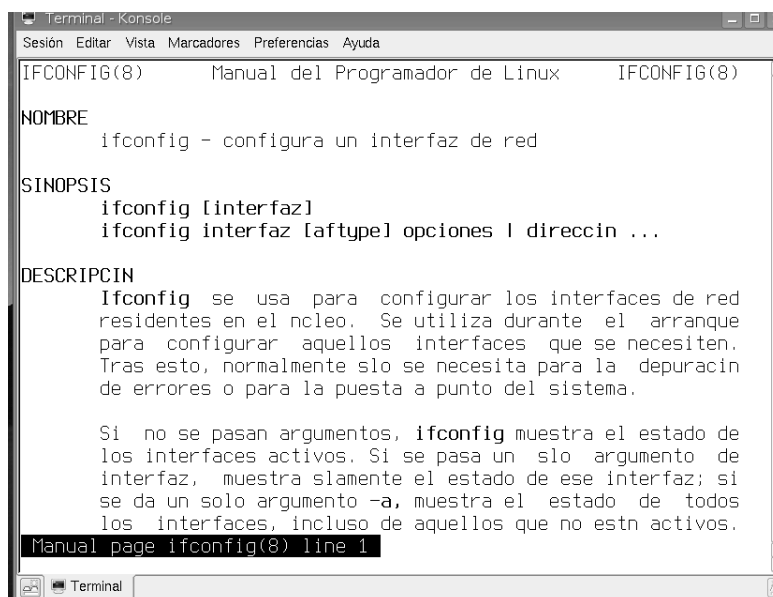 Terminal - Konsole
Sesión Editar Vista Marcadores Preferencias Ayuda
IFCONFIG(8) Manual del Programador de Linux IFCONFIG(8)
NOMBRE
ifconfig - configura un interfaz de red
SINOPSIS
ifconfig [interfaz]
ifconfig interfaz [aftype] opciones | direccin ...
DESCRIPCIN
Ifconfig se usa para configurar los interfaces de red
residentes en el ncleo. Se utiliza durante el arranque
para configurar aquellos interfaces que se necesiten.
Tras esto, normalmente slo se necesita para la depuracin
de errores o para la puesta a punto del sistema.
Si no se pasan argumentos, ifconfig muestra el estado de
los interfaces activos. Si se pasa un slo argumento de
interfaz, muestra slamente el estado de ese interfaz; si
se da un solo argumento -a, muestra el estado de todos
los interfaces, incluso de aquellos que no estn activos.
Manual page ifconfig(8) line 1
Terminal